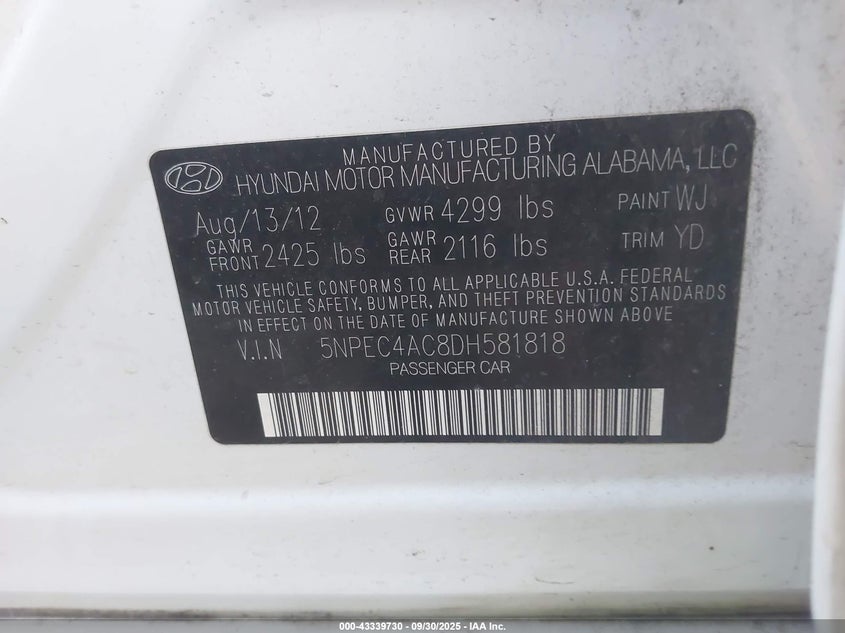 MANUFACTURED BY
HYUNDAI MOTOR MANUFACTURING ALABAMA, LLC
Aug/13/12 GVWR 4299 lbs PAINT WJ
GAWR FRONT 2425 lbs GAWR REAR 2116 lbs TRIM YD
THIS VEHICLE CONFORMS TO ALL APPLICABLE U.S.A. FEDERAL
MOTOR VEHICLE SAFETY, BUMPER, AND THEFT PREVENTION STANDARDS
IN EFFECT ON THE DATE OF MANUFACTURE SHOWN ABOVE.
V.I.N 5NPEC4AC8DH581818
PASSENGER CAR
000-43339730 - 09/30/2025 - IAA Inc.